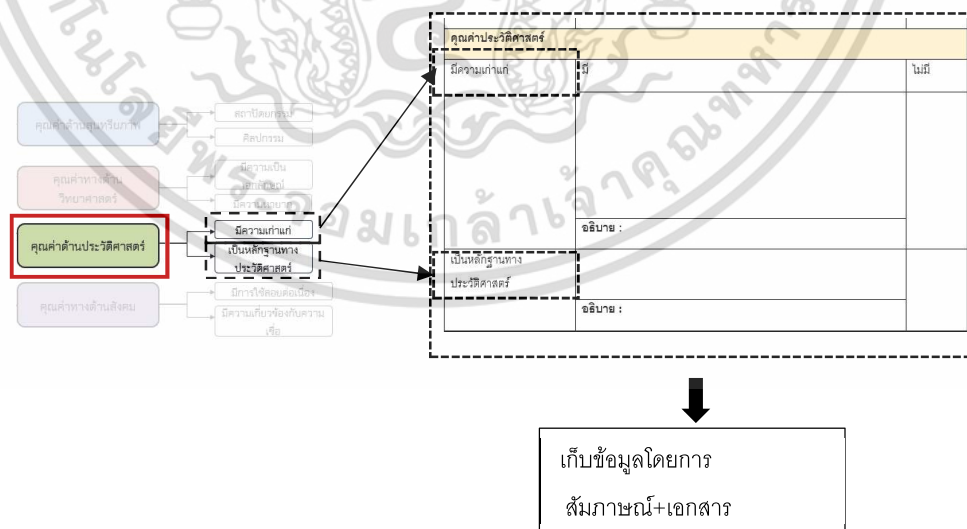 คุณค่าด้านสุนทรียภาพ
สถาปัตยกรรม
ศิลปกรรม
คุณค่าทางด้าน
วิทยาศาสตร์
มีความเป็น
เอกลักษณ์
คุณค่าด้านประวัติศาสตร์
มีความเก่าแก่
เป็นหลักฐานทาง
ประวัติศาสตร์
คุณค่าทางด้านสังคม
มีการใช้สอยต่อเนื่อง
มีความเกี่ยวข้องกับความ
เชื่อ
คุณค่าประวัติศาสตร์
มีความเก่าแก่
มี
ไม่มี
อธิบาย :
เป็นหลักฐานทาง
ประวัติศาสตร์
อธิบาย :
เก็บข้อมูลโดยการ
สัมภาษณ์+เอกสาร